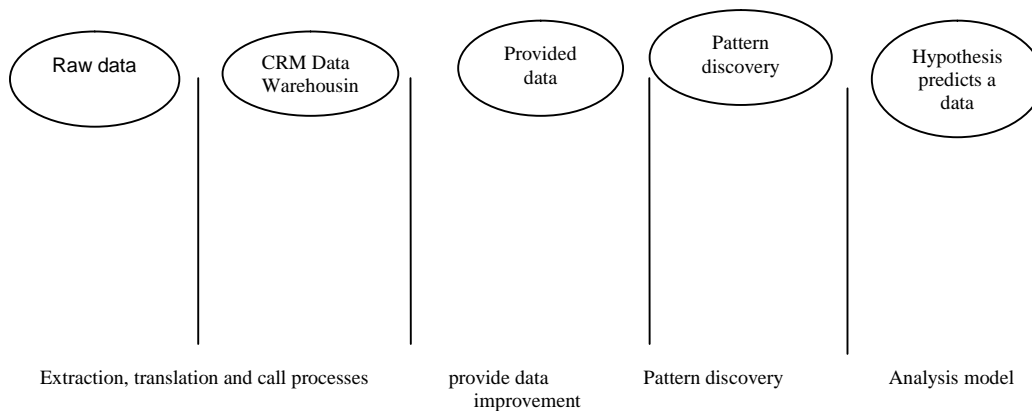 Raw data
CRM Data
Warehousin
Provided
data
Pattern
discovery
Hypothesis
predicts a
data
Extraction, translation and call processes
provide data
improvement
Pattern discovery
Analysis model